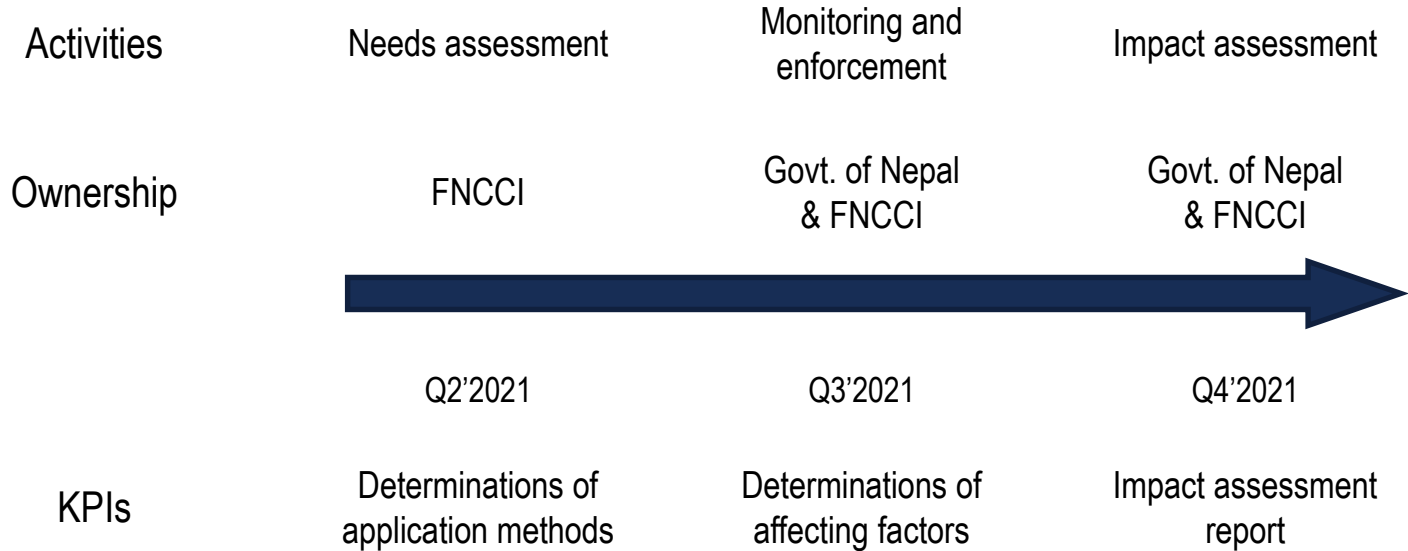 Activities
Needs assessment
Monitoring and
enforcement
Impact assessment
Ownership
FNCCI
Govt. of Nepal
& FNCCI
Govt. of Nepal
& FNCCI
Q2’2021
Q3’2021
Q4’2021
KPIs
Determinations of
application methods
Determinations of
affecting factors
Impact assessment
report